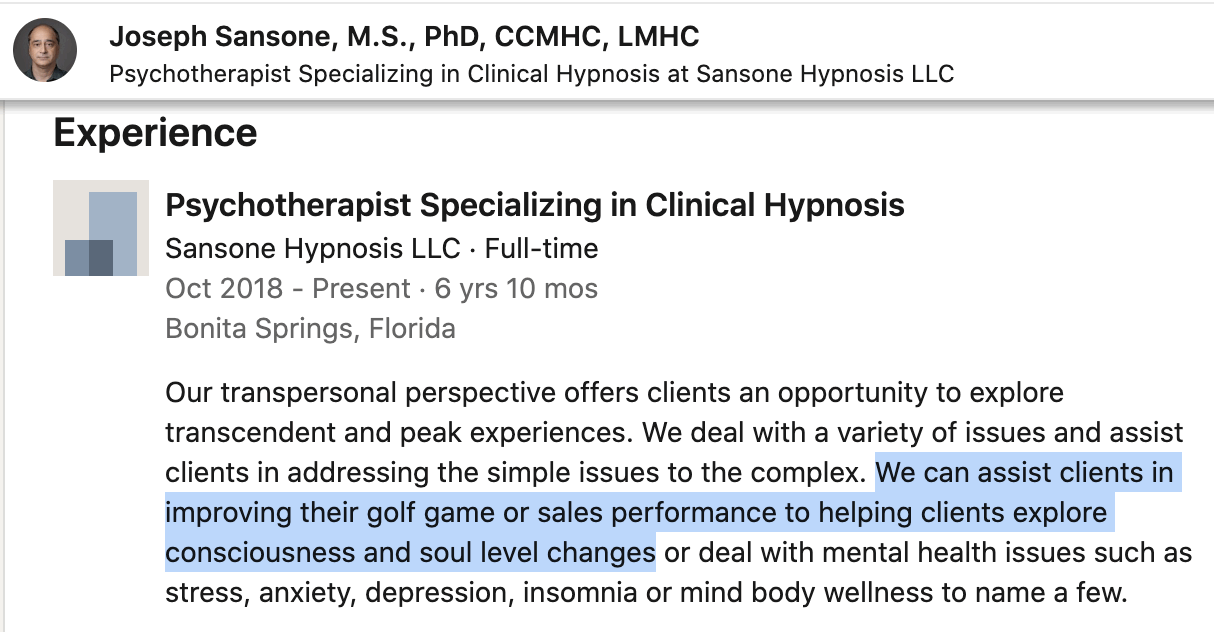 Joseph Sansone, M.S., PhD, CCMHC, LMHC
Psychotherapist Specializing in Clinical Hypnosis at Sansone Hypnosis LLC
Experience
Psychotherapist Specializing in Clinical Hypnosis
Sansone Hypnosis LLC · Full-time
Oct 2018 - Present · 6 yrs 10 mos
Bonita Springs, Florida
Our transpersonal perspective offers clients an opportunity to explore
transcendent and peak experiences. We deal with a variety of issues and assist
clients in addressing the simple issues to the complex. We can assist clients in
improving their golf game or sales performance to helping clients explore
consciousness and soul level changes or deal with mental health issues such as
stress, anxiety, depression, insomnia or mind body wellness to name a few.